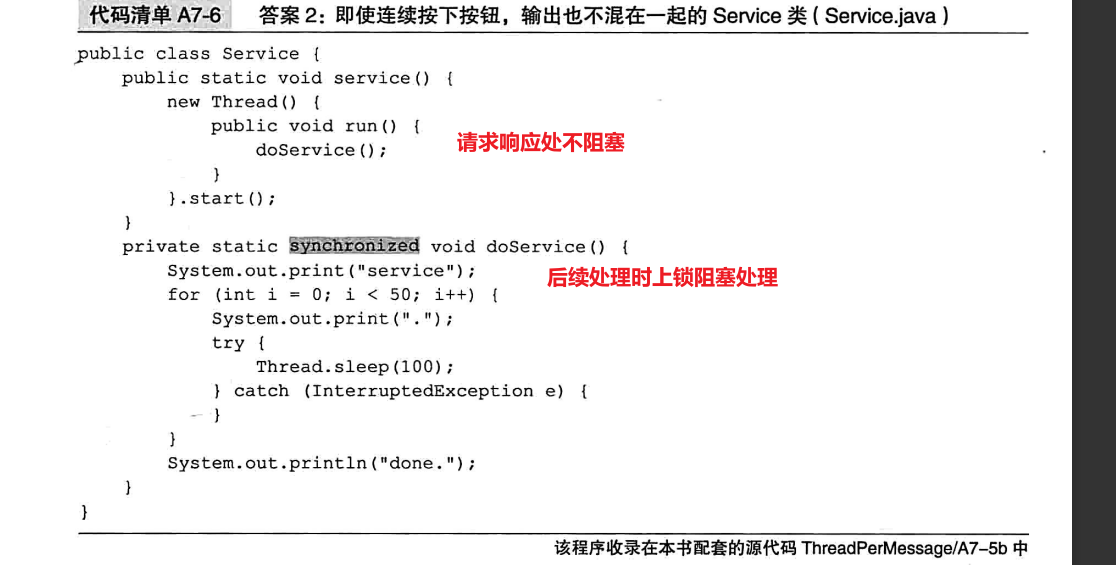 代码清单 A7-6 答案2：即使连续按下按钮，输出也不混在一起的 Service 类（Service.java）
public class Service {
    public static void service() {
        new Thread() {
            public void run() {
请求响应处不阻塞
                doService();
            }
        }.start();
    }
    private static synchronized void doService() {
        System.out.print("service");
后续处理时上锁阻塞处理
        for (int i = 0; i < 50; i++) {
            System.out.print(".");
            try {
                Thread.sleep(100);
            } catch (InterruptedException e) {
            }
        }
        System.out.println("done.");
    }
}
该程序收录在本书配套的源代码 ThreadPerMessage/A7-5b 中